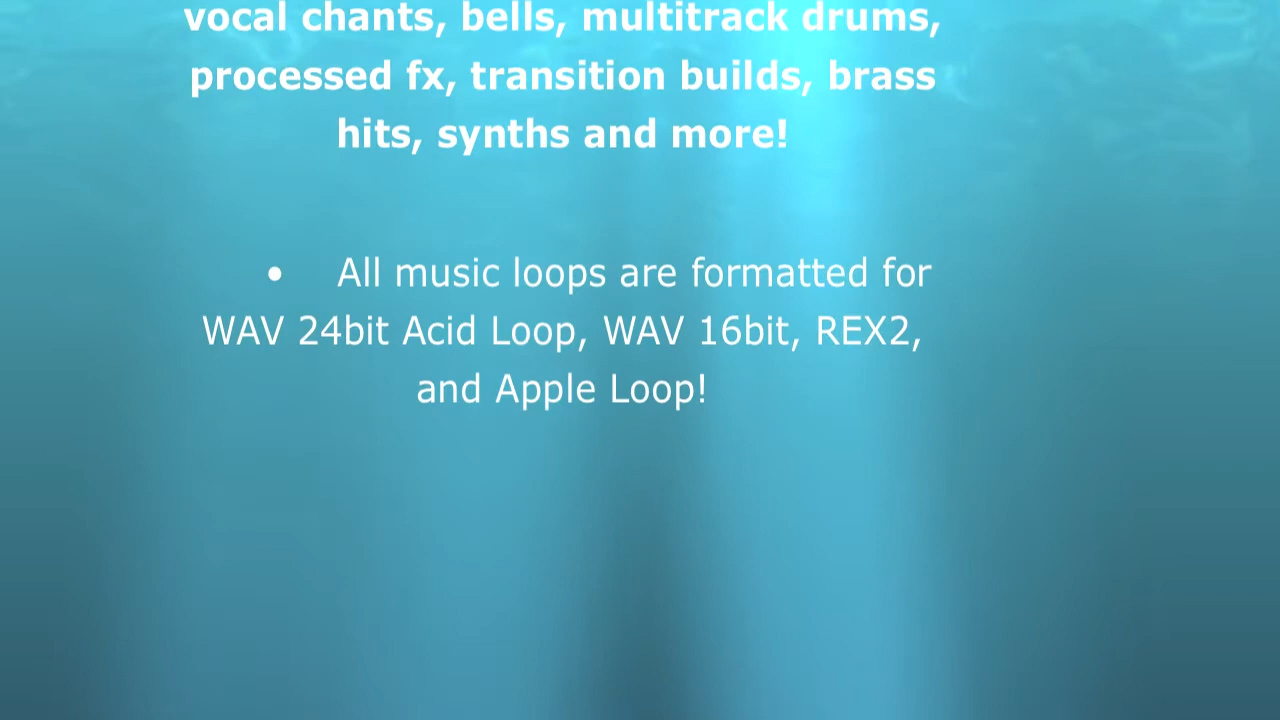 vocal chants, bells, multitrack drums,
processed fx, transition builds, brass
hits, synths and more!
• All music loops are formatted for
WAV 24bit Acid Loop, WAV 16bit, REX2,
and Apple Loop!